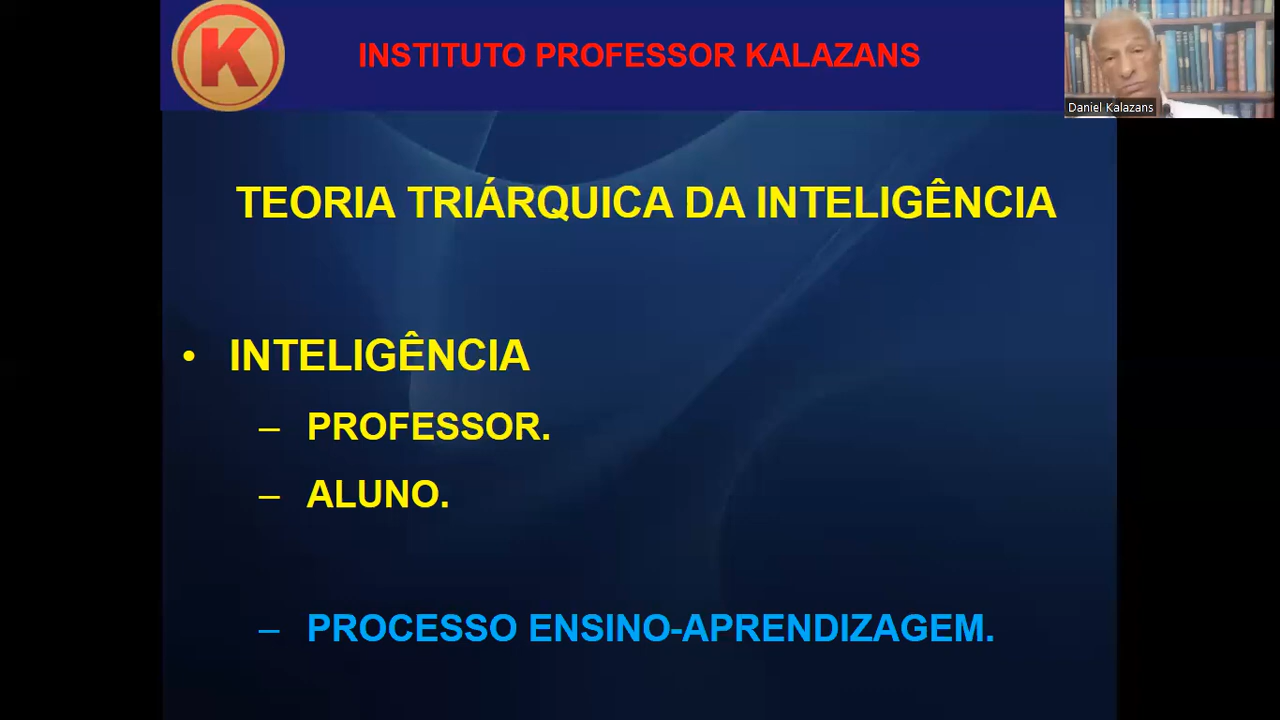 K
INSTITUTO PROFESSOR KALAZANS
Daniel Kalazans
TEORIA TRIÁRQUICA DA INTELIGÊNCIA
• INTELIGÊNCIA
– PROFESSOR.
– ALUNO.
– PROCESSO ENSINO-APRENDIZAGEM.